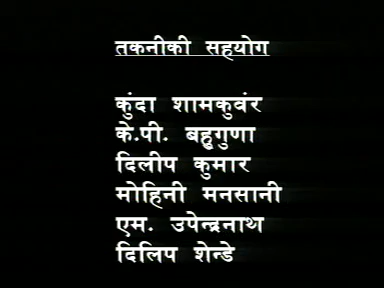 तकनीकी सहयोग
कुंदा शामकुवंर
के.पी. बहुगुणा
दिलीप कुमार
मोहिनी मनसानी
एम. उपेन्द्रनाथ
दिलिप शेन्डे